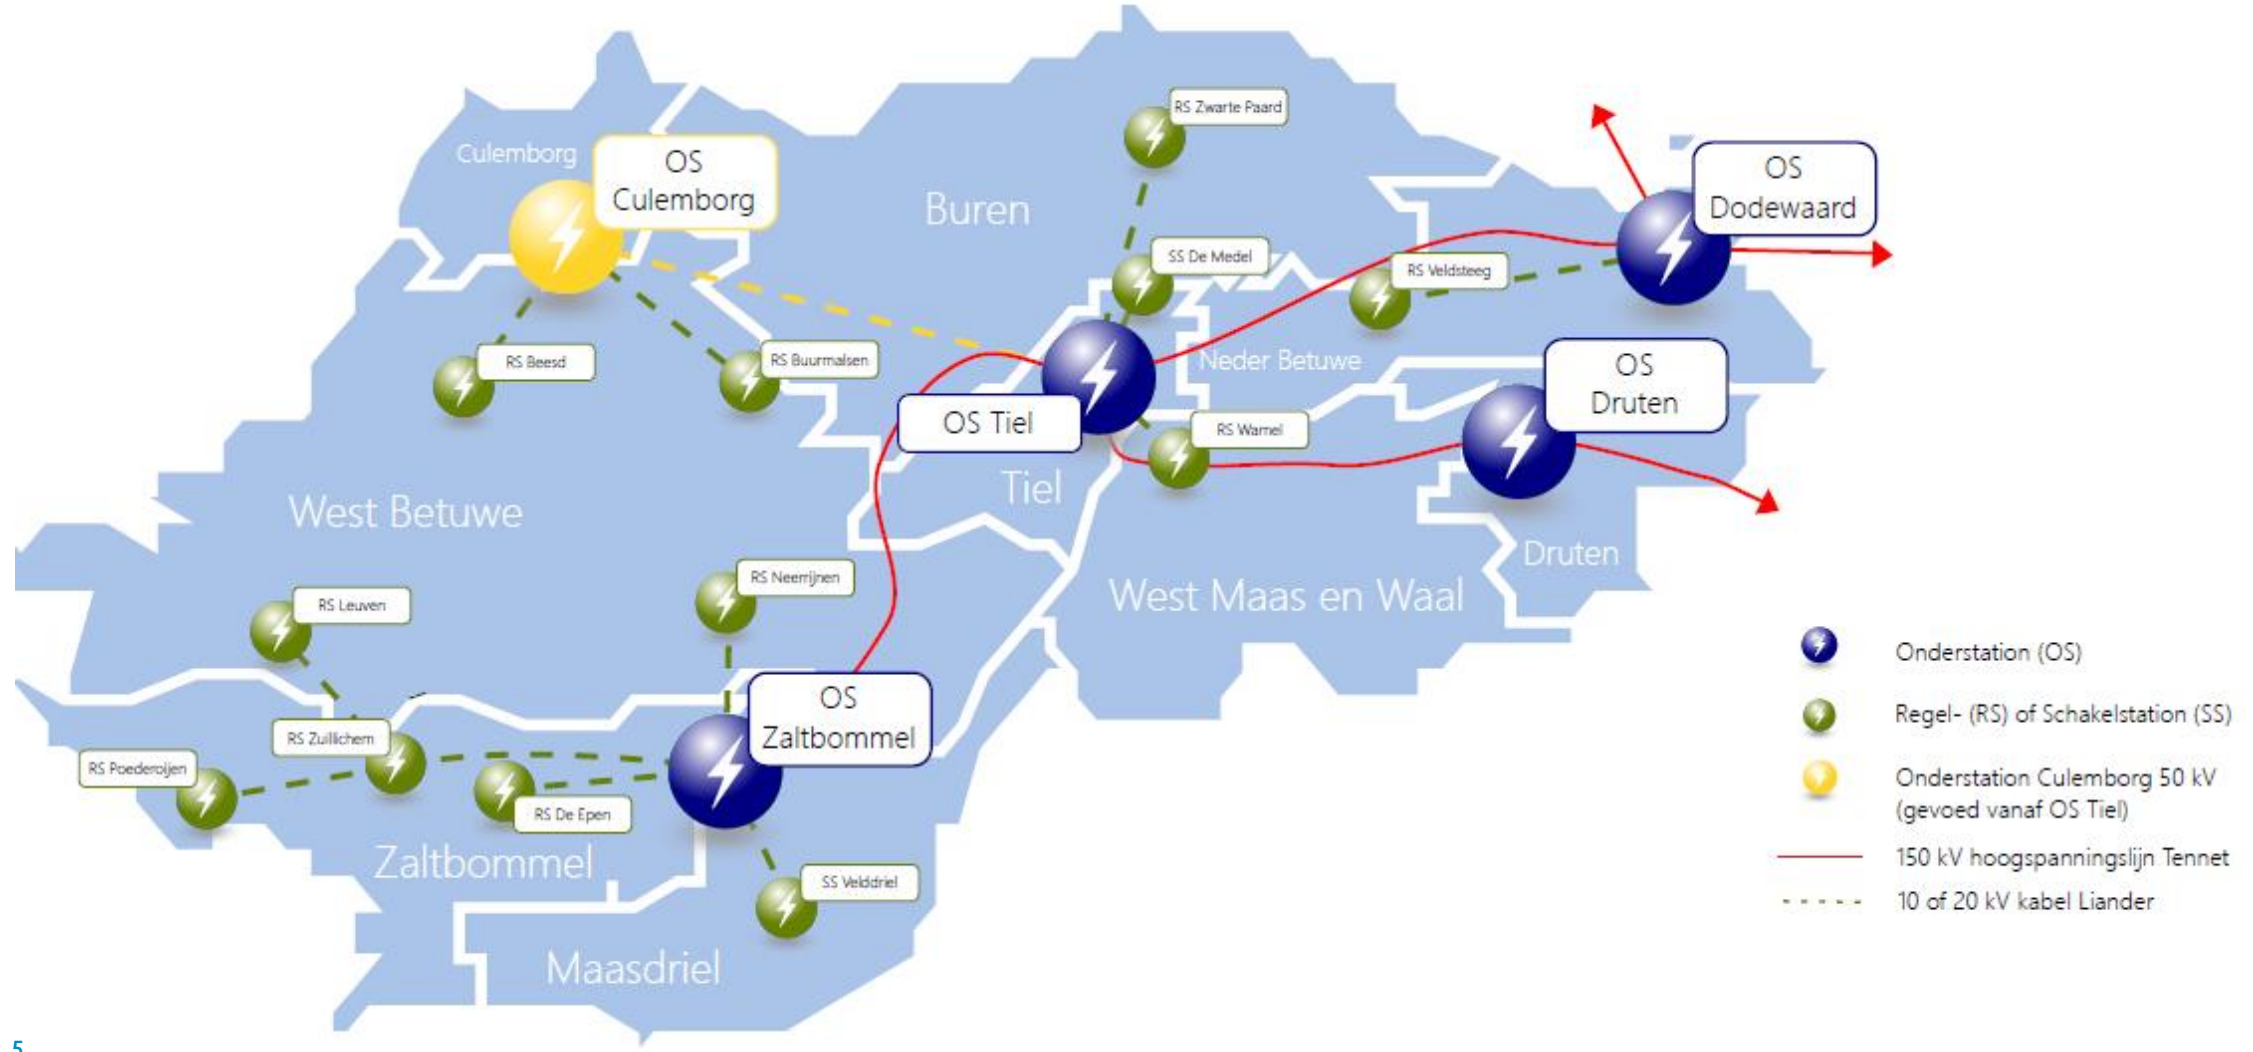 RS Zwarte Paard
Culemborg
OS
Culemborg
OS
Dodewaard
Buren
SS De Medel
RS Veldsteeg
RS Beesd
RS Buurmalsen
Neder Betuwe
OS
Druten
OS Tiel
RS Wamel
Tiel
West Betuwe
Druten
RS Neerrijnen
West Maas en Waal
RS Leuven
OS
Zaltbommel
RS Zuilichem
RS Poederoijen
RS De Epen
Zaltbommel
SS Velddriel
Maasdriel
Onderstation (OS)
Regel- (RS) of Schakelstation (SS)
Onderstation Culemborg 50 kV
(gevoed vanaf OS Tiel)
150 kV hoogspanningslijn Tennet
10 of 20 kV kabel Liander
5